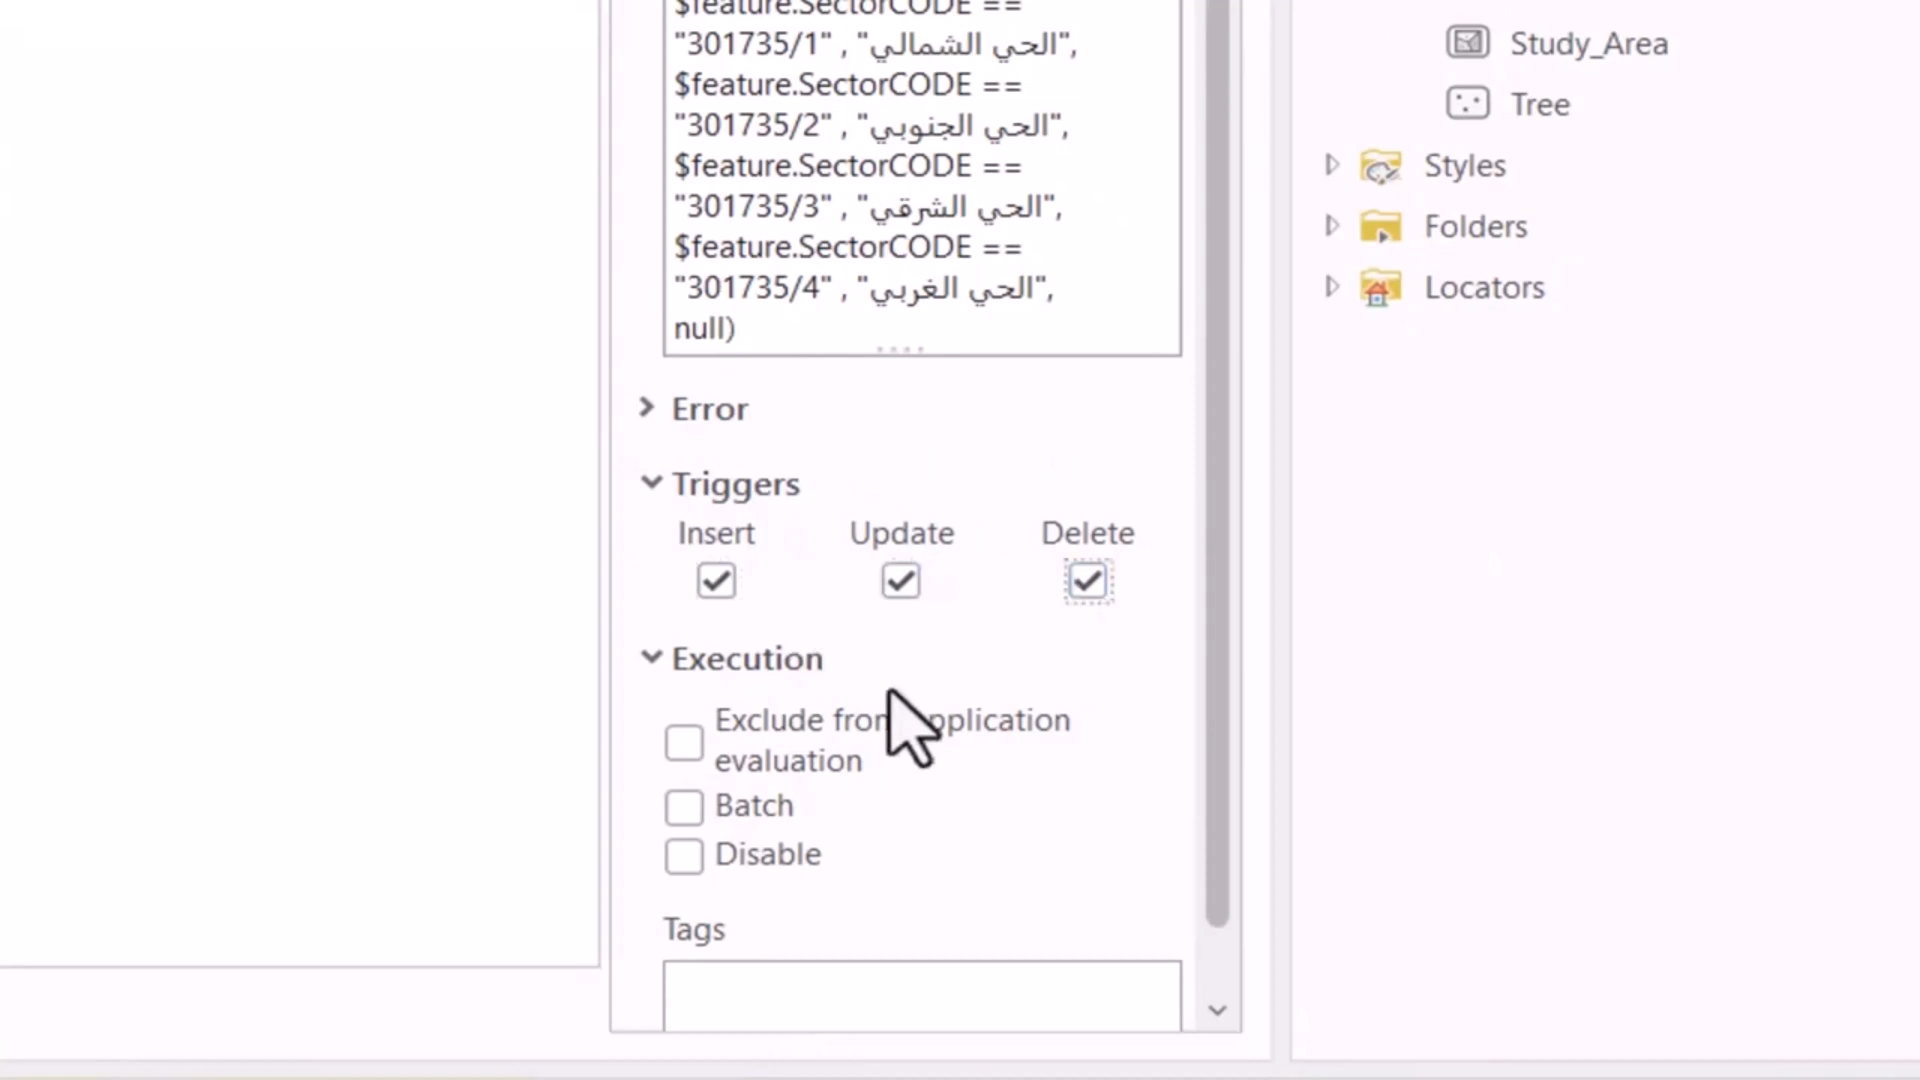 $feature.SectorCODE ==
"301735/1" , "الحي الشمالي",
$feature.SectorCODE ==
"301735/2" , "الحي الجنوبي",
$feature.SectorCODE ==
"301735/3" , "الحي الشرقي",
$feature.SectorCODE ==
"301735/4" , "الحي الغربي",
null)
Error
Triggers
Insert Update Delete
Execution
Exclude from application
evaluation
Batch
Disable
Tags
Study_Area
Tree
Styles
Folders
Locators